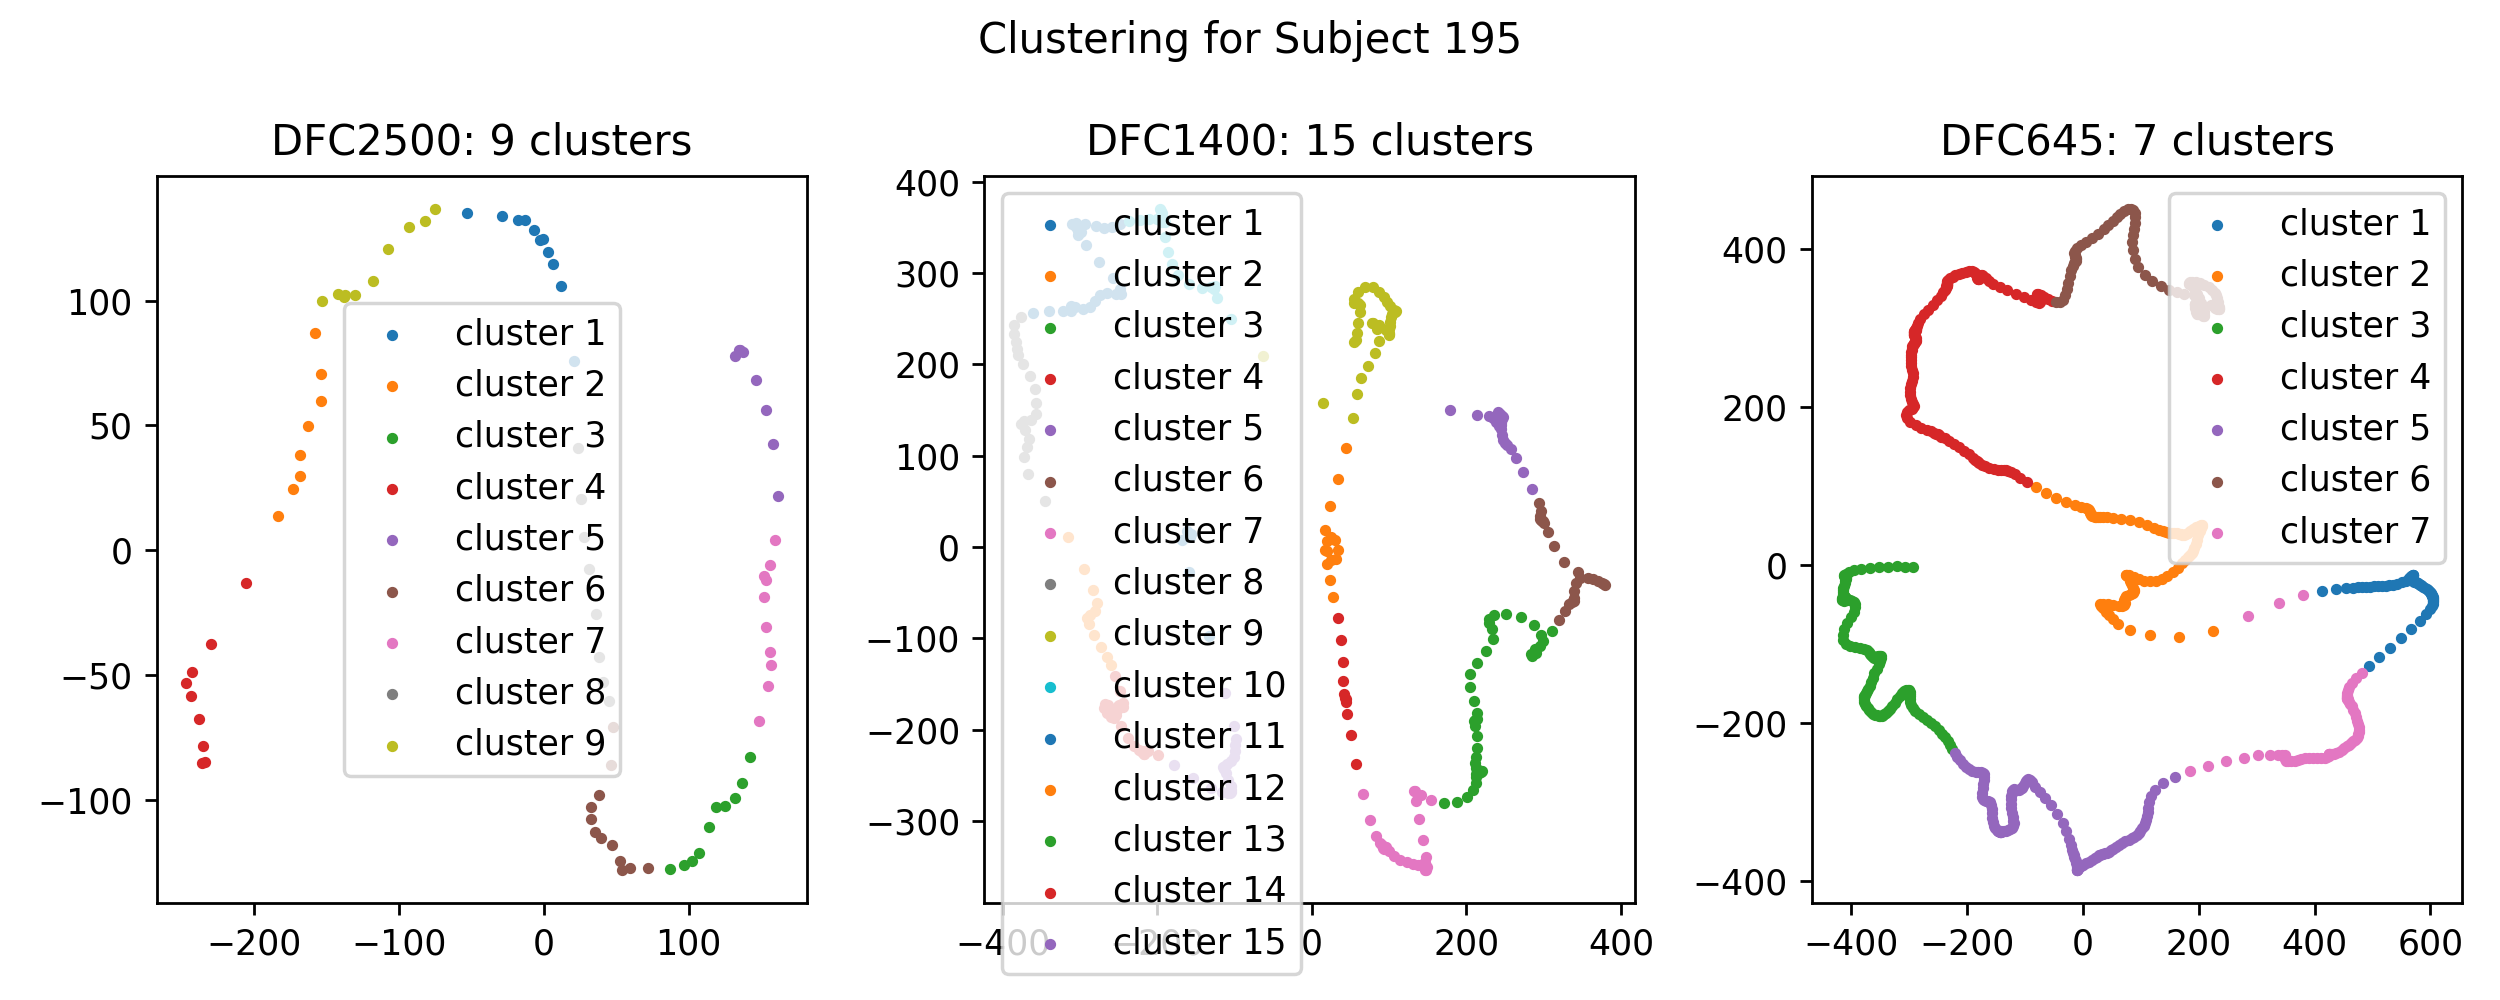 Clustering for Subject 195
DFC2500: 9 clusters
100
50
0
−50
−100
−200
−100
0
100
cluster 1
cluster 2
cluster 3
cluster 4
cluster 5
cluster 6
cluster 7
cluster 8
cluster 9
DFC1400: 15 clusters
400
300
200
100
0
−100
−200
−300
−400
−200
0
200
400
cluster 1
cluster 2
cluster 3
cluster 4
cluster 5
cluster 6
cluster 7
cluster 8
cluster 9
cluster 10
cluster 11
cluster 12
cluster 13
cluster 14
cluster 15
DFC645: 7 clusters
400
200
0
−200
−400
−400
−200
0
200
400
600
cluster 1
cluster 2
cluster 3
cluster 4
cluster 5
cluster 6
cluster 7